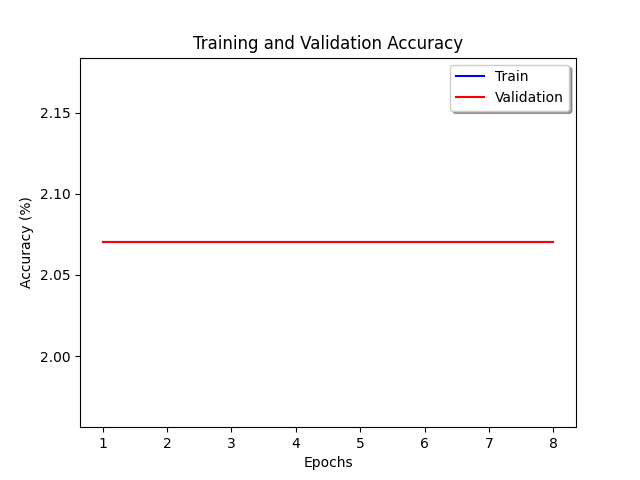 Training and Validation Accuracy
Train
Validation
2.15
2.10
2.05
2.00
Accuracy (%)
1 2 3 4 5 6 7 8
Epochs